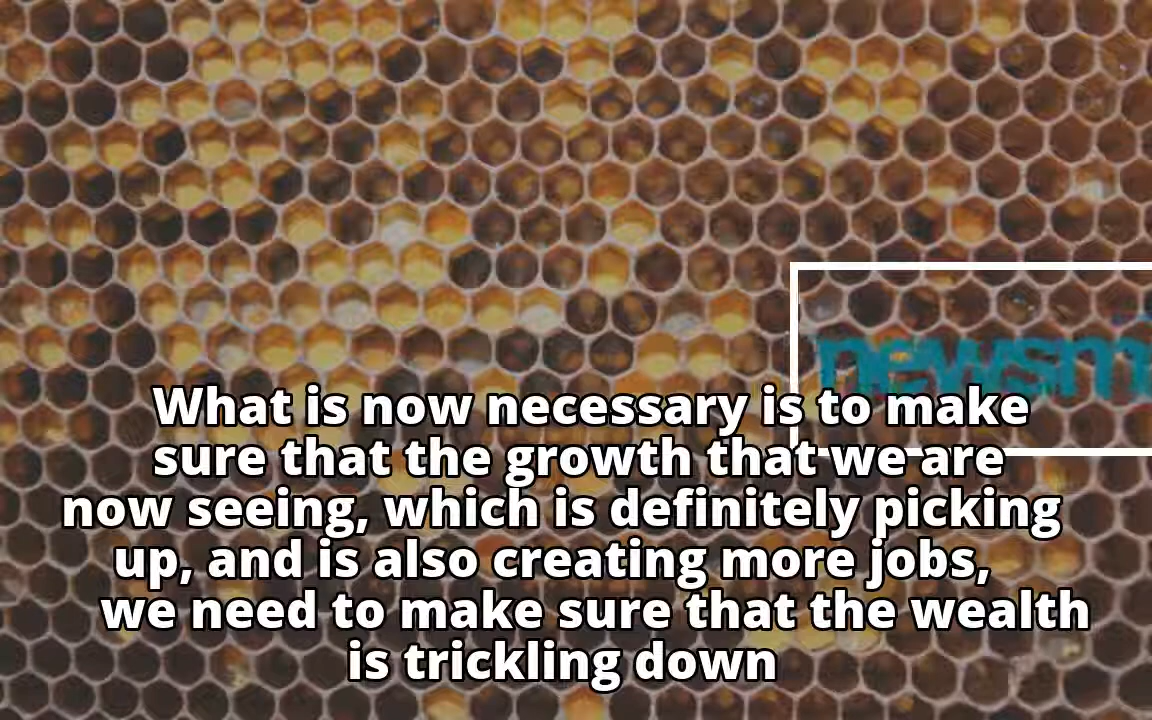 newsm
What is now necessary is to make
sure that the growth that we are
now seeing, which is definitely picking
up, and is also creating more jobs,
we need to make sure that the wealth
is trickling down